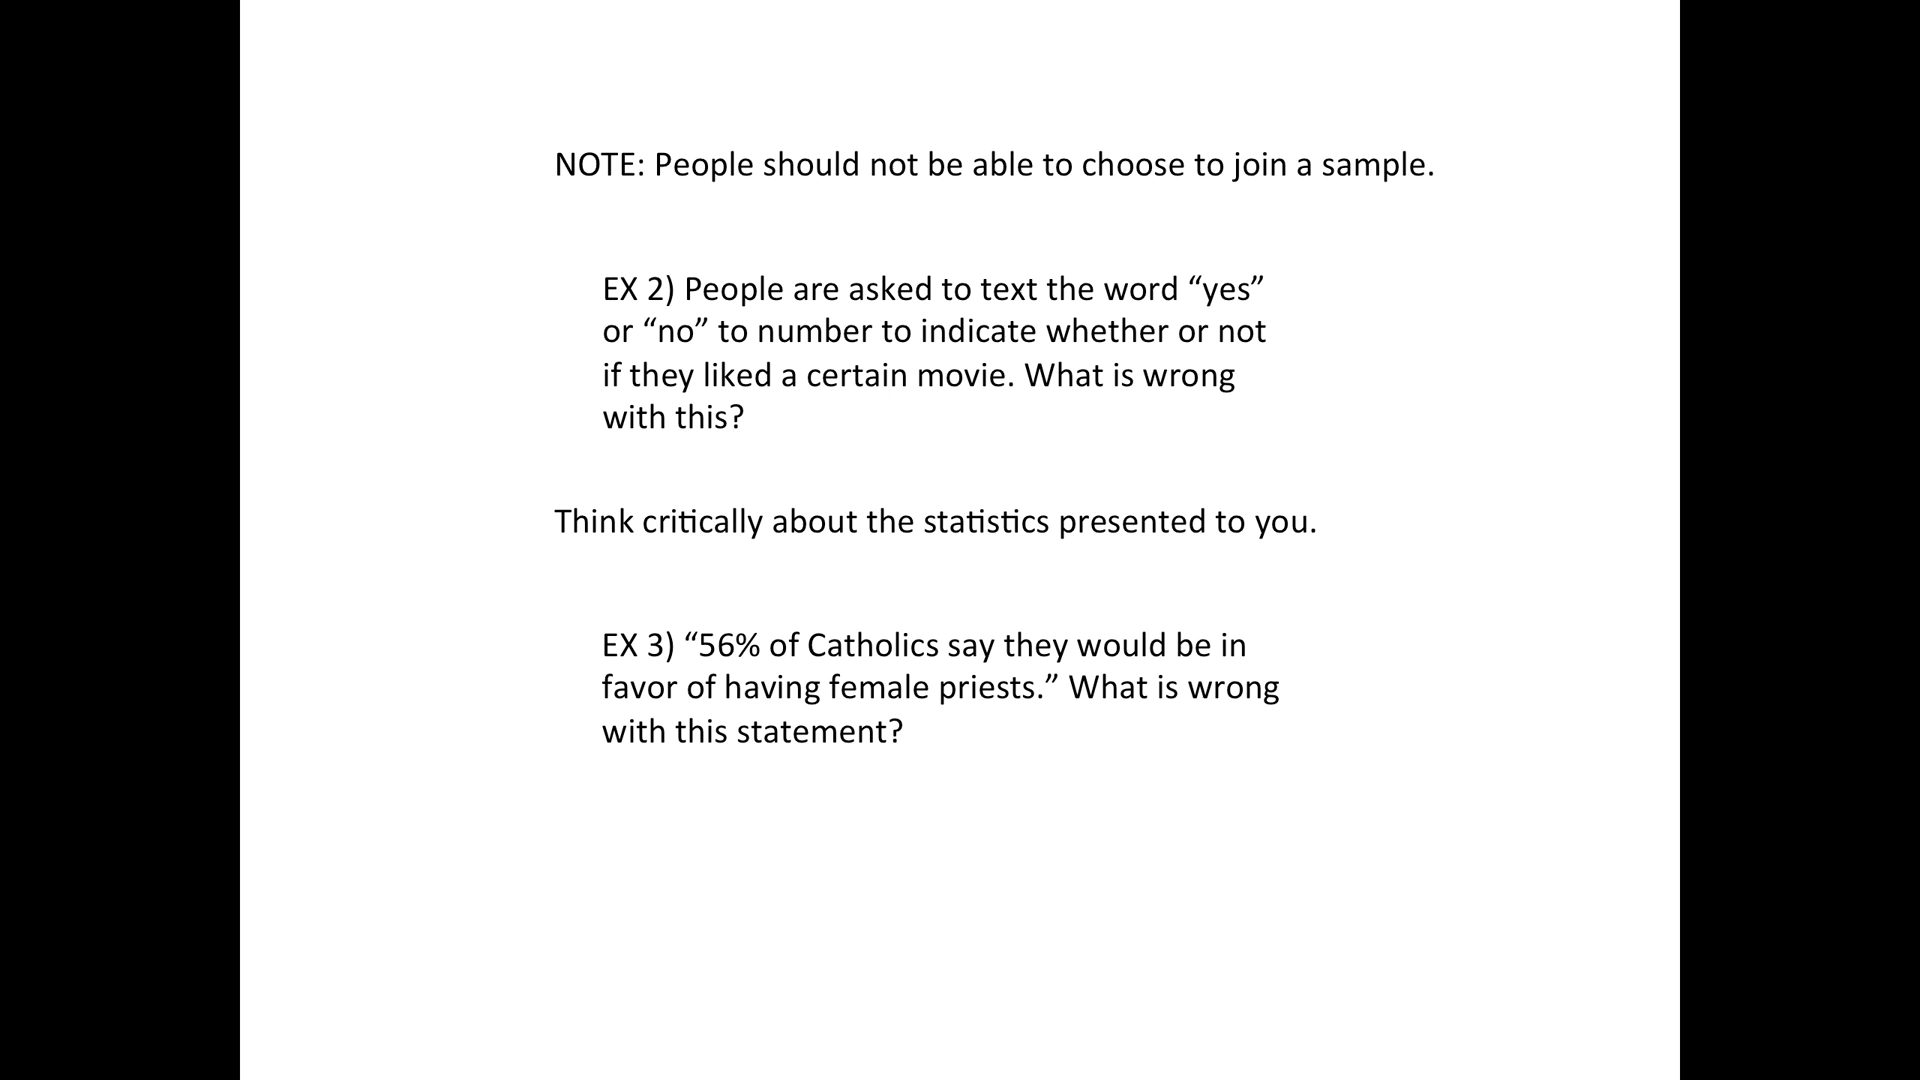 NOTE: People should not be able to choose to join a sample.
EX 2) People are asked to text the word “yes”
or “no” to number to indicate whether or not
if they liked a certain movie. What is wrong
with this?
Think critically about the statistics presented to you.
EX 3) “56% of Catholics say they would be in
favor of having female priests.” What is wrong
with this statement?